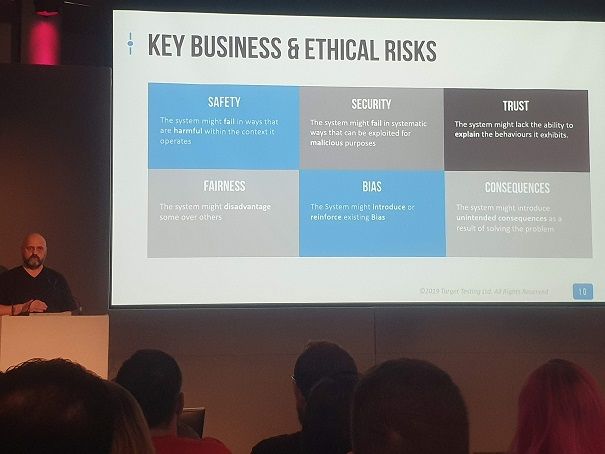 KEY BUSINESS & ETHICAL RISKS
SAFETY
The system might fail in ways that
are harmful within the context it
operates
SECURITY
The system might fail in systematic
ways that can be exploited for
malicious purposes
TRUST
The system might lack the ability to
explain the behaviours it exhibits.
FAIRNESS
The system might disadvantage
some over others
BIAS
The System might Introduce or
reinforce existing Bias
CONSEQUENCES
The system might introduce
unintended consequences as a
result of solving the problem
©2019 Target Testing Ltd. All Rights Reserved
10